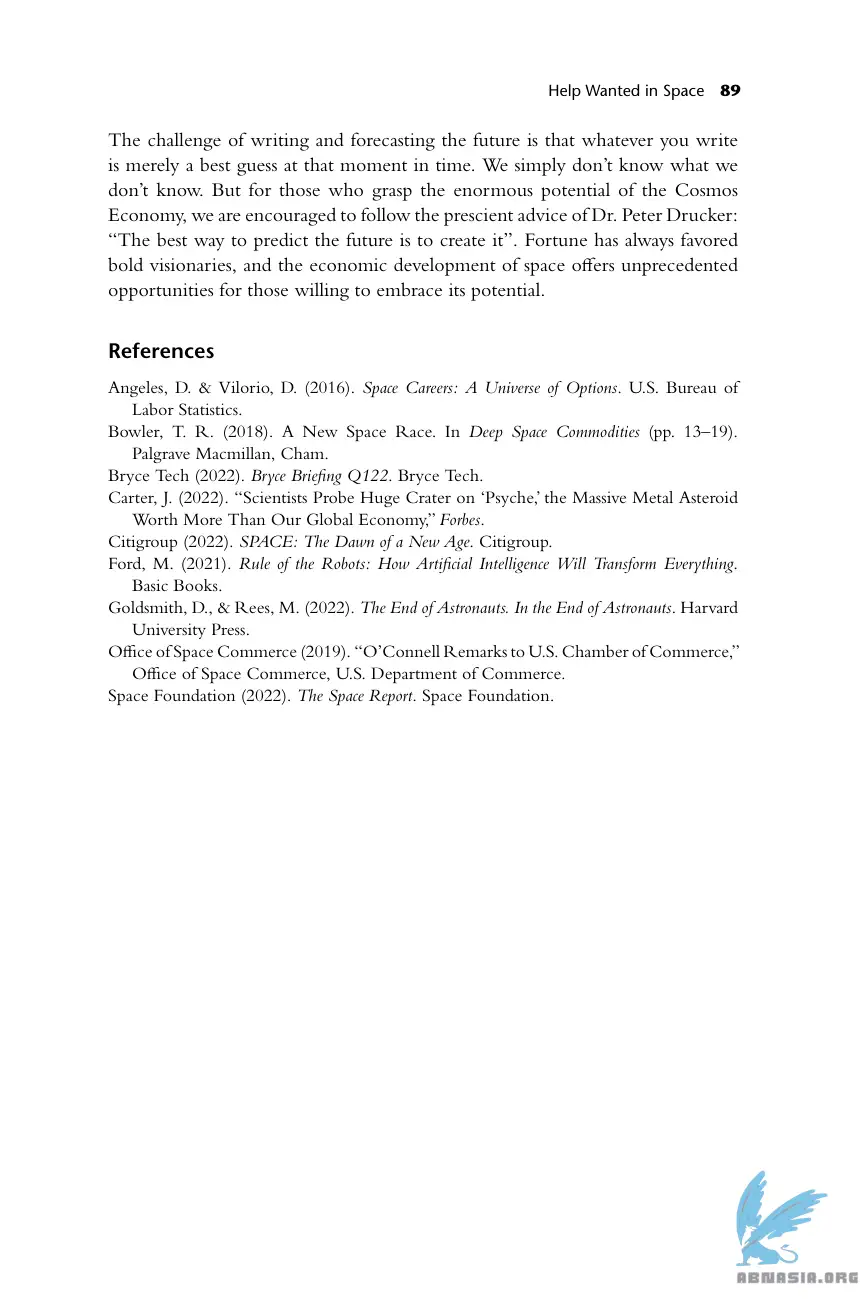 Help Wanted in Space 89
The challenge of writing and forecasting the future is that whatever you write
is merely a best guess at that moment in time. We simply don’t know what we
don’t know. But for those who grasp the enormous potential of the Cosmos
Economy, we are encouraged to follow the prescient advice of Dr. Peter Drucker:
“The best way to predict the future is to create it”. Fortune has always favored
bold visionaries, and the economic development of space offers unprecedented
opportunities for those willing to embrace its potential.
References
Angeles, D. & Vilorio, D. (2016). Space Careers: A Universe of Options. U.S. Bureau of
Labor Statistics.
Bowler, T. R. (2018). A New Space Race. In Deep Space Commodities (pp. 13–19).
Palgrave Macmillan, Cham.
Bryce Tech (2022). Bryce Briefing Q122. Bryce Tech.
Carter, J. (2022). “Scientists Probe Huge Crater on ‘Psyche,’ the Massive Metal Asteroid
Worth More Than Our Global Economy,” Forbes.
Citigroup (2022). SPACE: The Dawn of a New Age. Citigroup.
Ford, M. (2021). Rule of the Robots: How Artificial Intelligence Will Transform Everything.
Basic Books.
Goldsmith, D., & Rees, M. (2022). The End of Astronauts. In the End of Astronauts. Harvard
University Press.
Office of Space Commerce (2019). “O’Connell Remarks to U.S. Chamber of Commerce,”
Office of Space Commerce, U.S. Department of Commerce.
Space Foundation (2022). The Space Report. Space Foundation.
ABNASIA.ORG